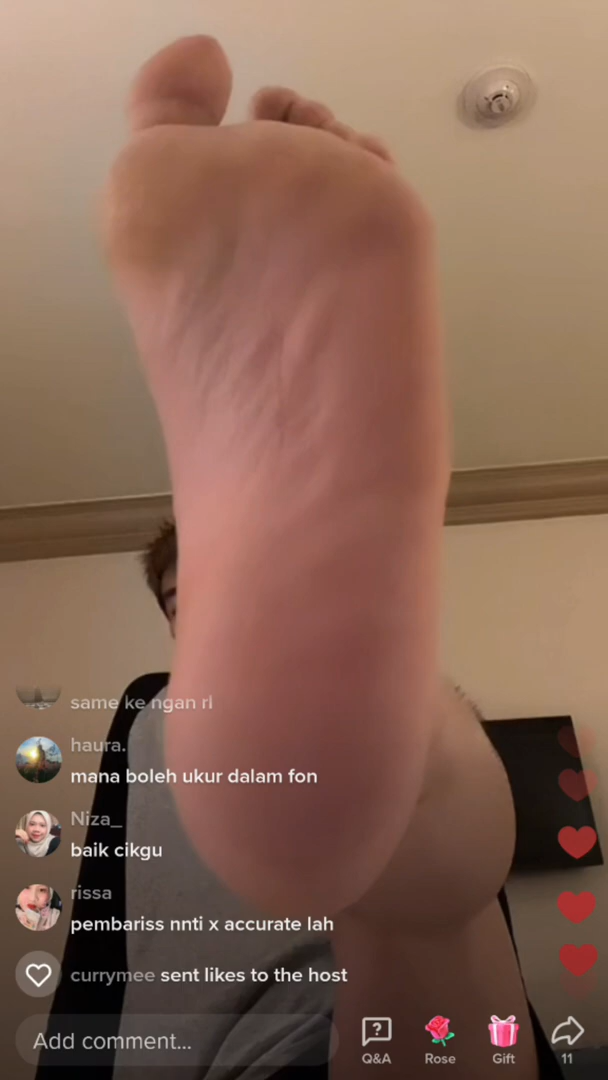 same ke ngan rl
haura.
mana boleh ukur dalam fon
Niza_
baik cikgu
rissa
pembariss nnti x accurate lah
currymee sent likes to the host
Add comment...
Q&A
Rose
Gift
11